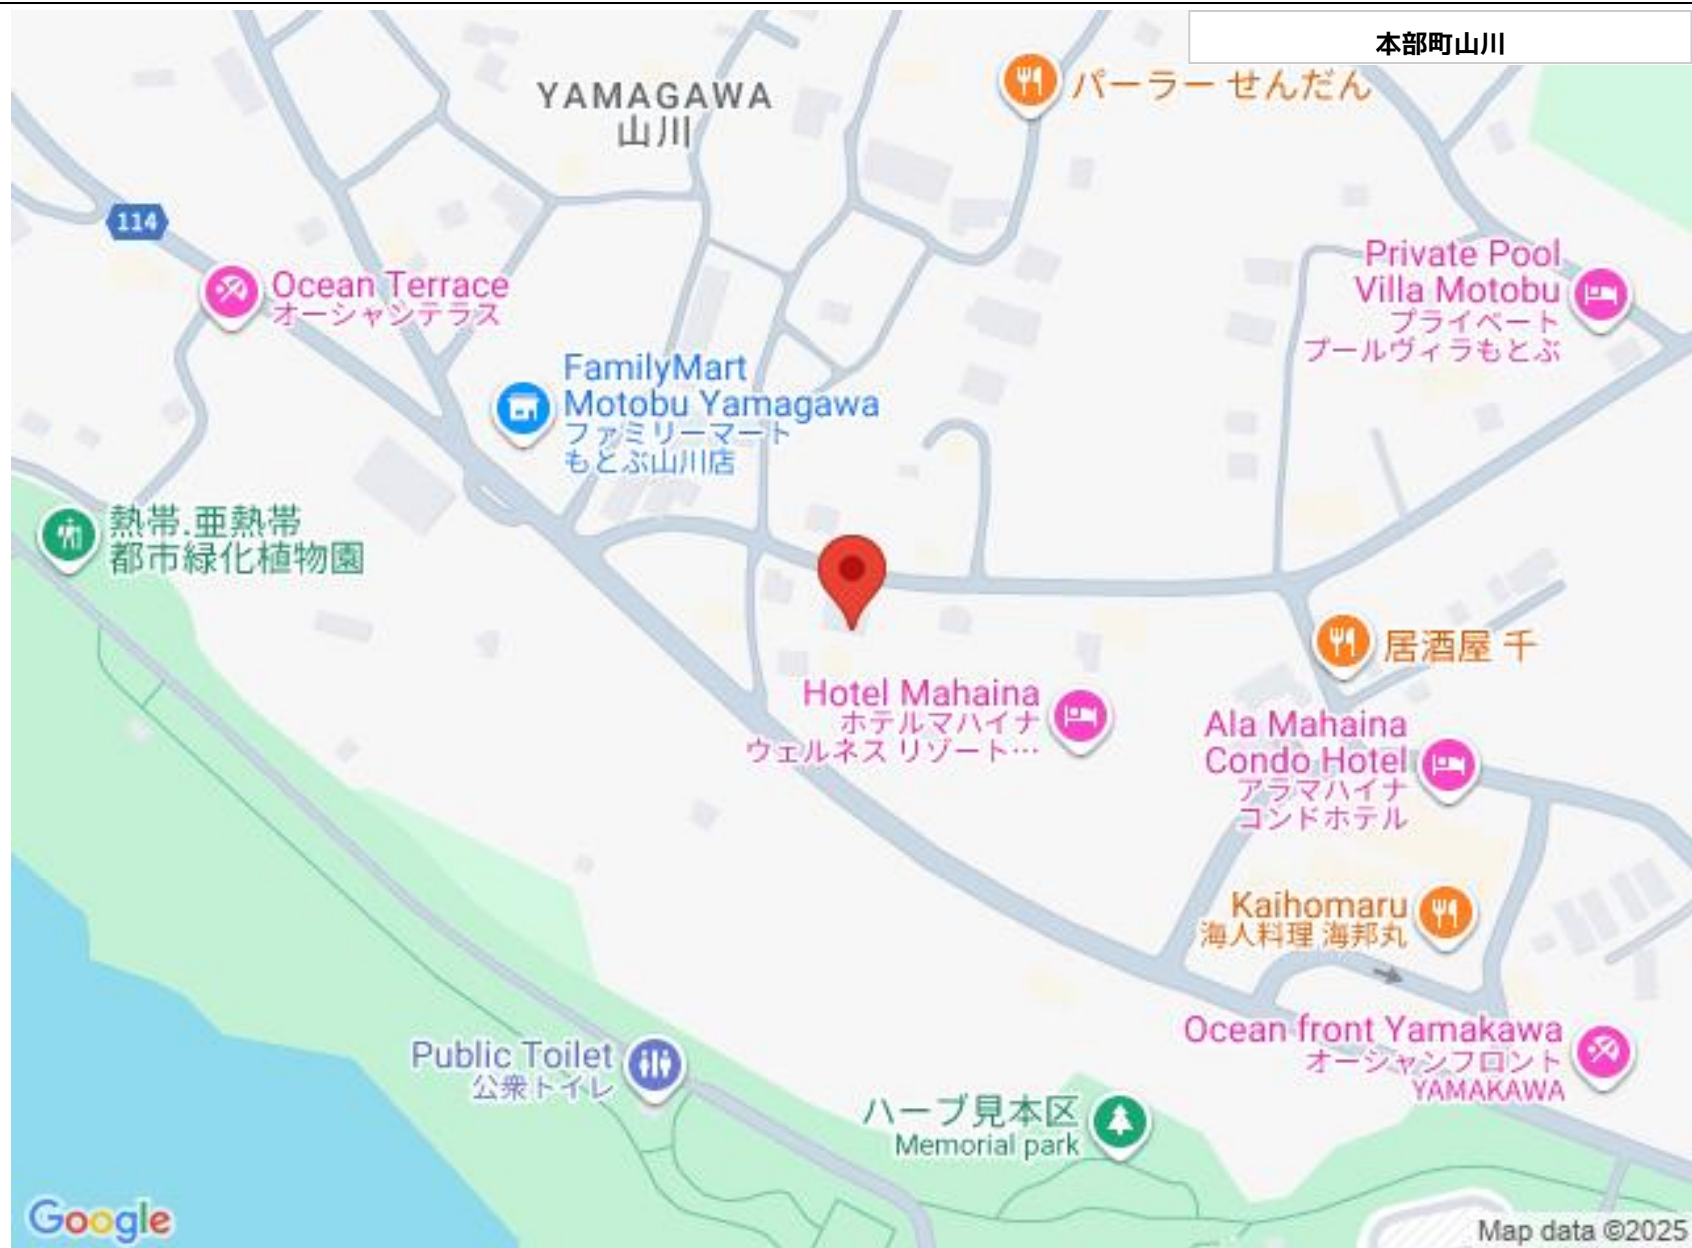 本部町山川
YAMAGAWA
山川
パーラー せんだん
114
Ocean Terrace
オーシャンテラス
Private Pool
Villa Motobu
プライベート
プールヴィラもとぶ
FamilyMart
Motobu Yamagawa
ファミリーマート
もとぶ山川店
熱帯.亜熱帯
都市緑化植物園
居酒屋 千
Hotel Mahaina
ホテルマハイナ
ウェルネス リゾート…
Ala Mahaina
Condo Hotel
アラマハイナ
コンドホテル
Kaihomaru
海人料理 海邦丸
Ocean front Yamakawa
オーシャンフロント
YAMAKAWA
Public Toilet
公衆トイレ
ハーブ見本区
Memorial park
Google
Map data ©2025